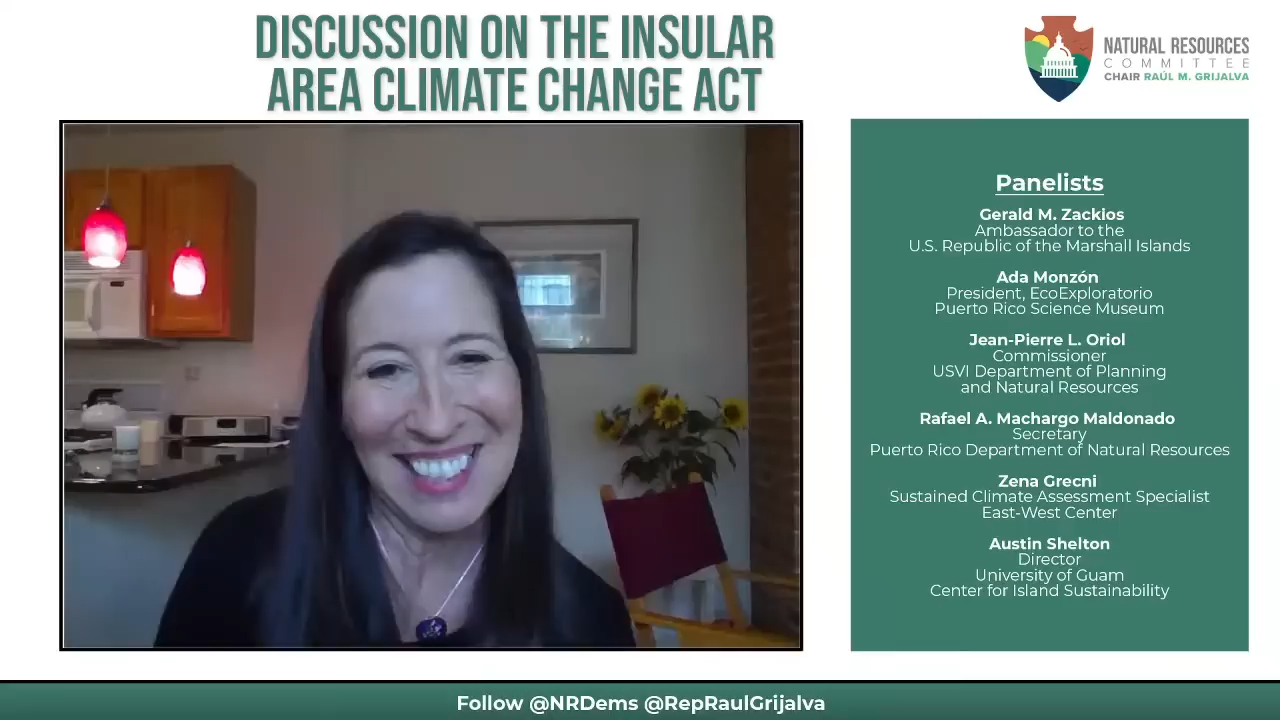 DISCUSSION ON THE INSULAR
AREA CLIMATE CHANGE ACT
NATURAL RESOURCES
COMMITTEE
CHAIR RAÚL M. GRIJALVA
Panelists
Gerald M. Zackios
Ambassador to the
U.S. Republic of the Marshall Islands
Ada Monzón
President, EcoExploratorio
Puerto Rico Science Museum
Jean-Pierre L. Oriol
Commissioner
USVI Department of Planning
and Natural Resources
Rafael A. Machargo Maldonado
Secretary
Puerto Rico Department of Natural Resources
Zena Grecni
Sustained Climate Assessment Specialist
East-West Center
Austin Shelton
Director
University of Guam
Center for Island Sustainability
Follow @NRDems @RepRaulGrijalva